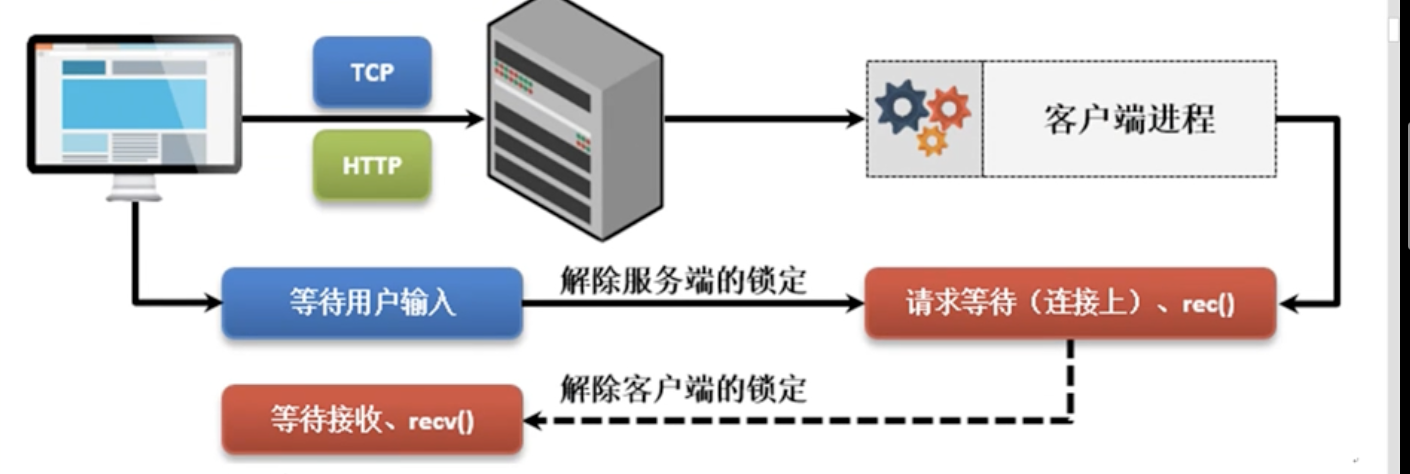 TCP
HTTP
客户端进程
等待用户输入
解除服务端的锁定
请求等待（连接上）、rec()
解除客户端的锁定
等待接收、recv()